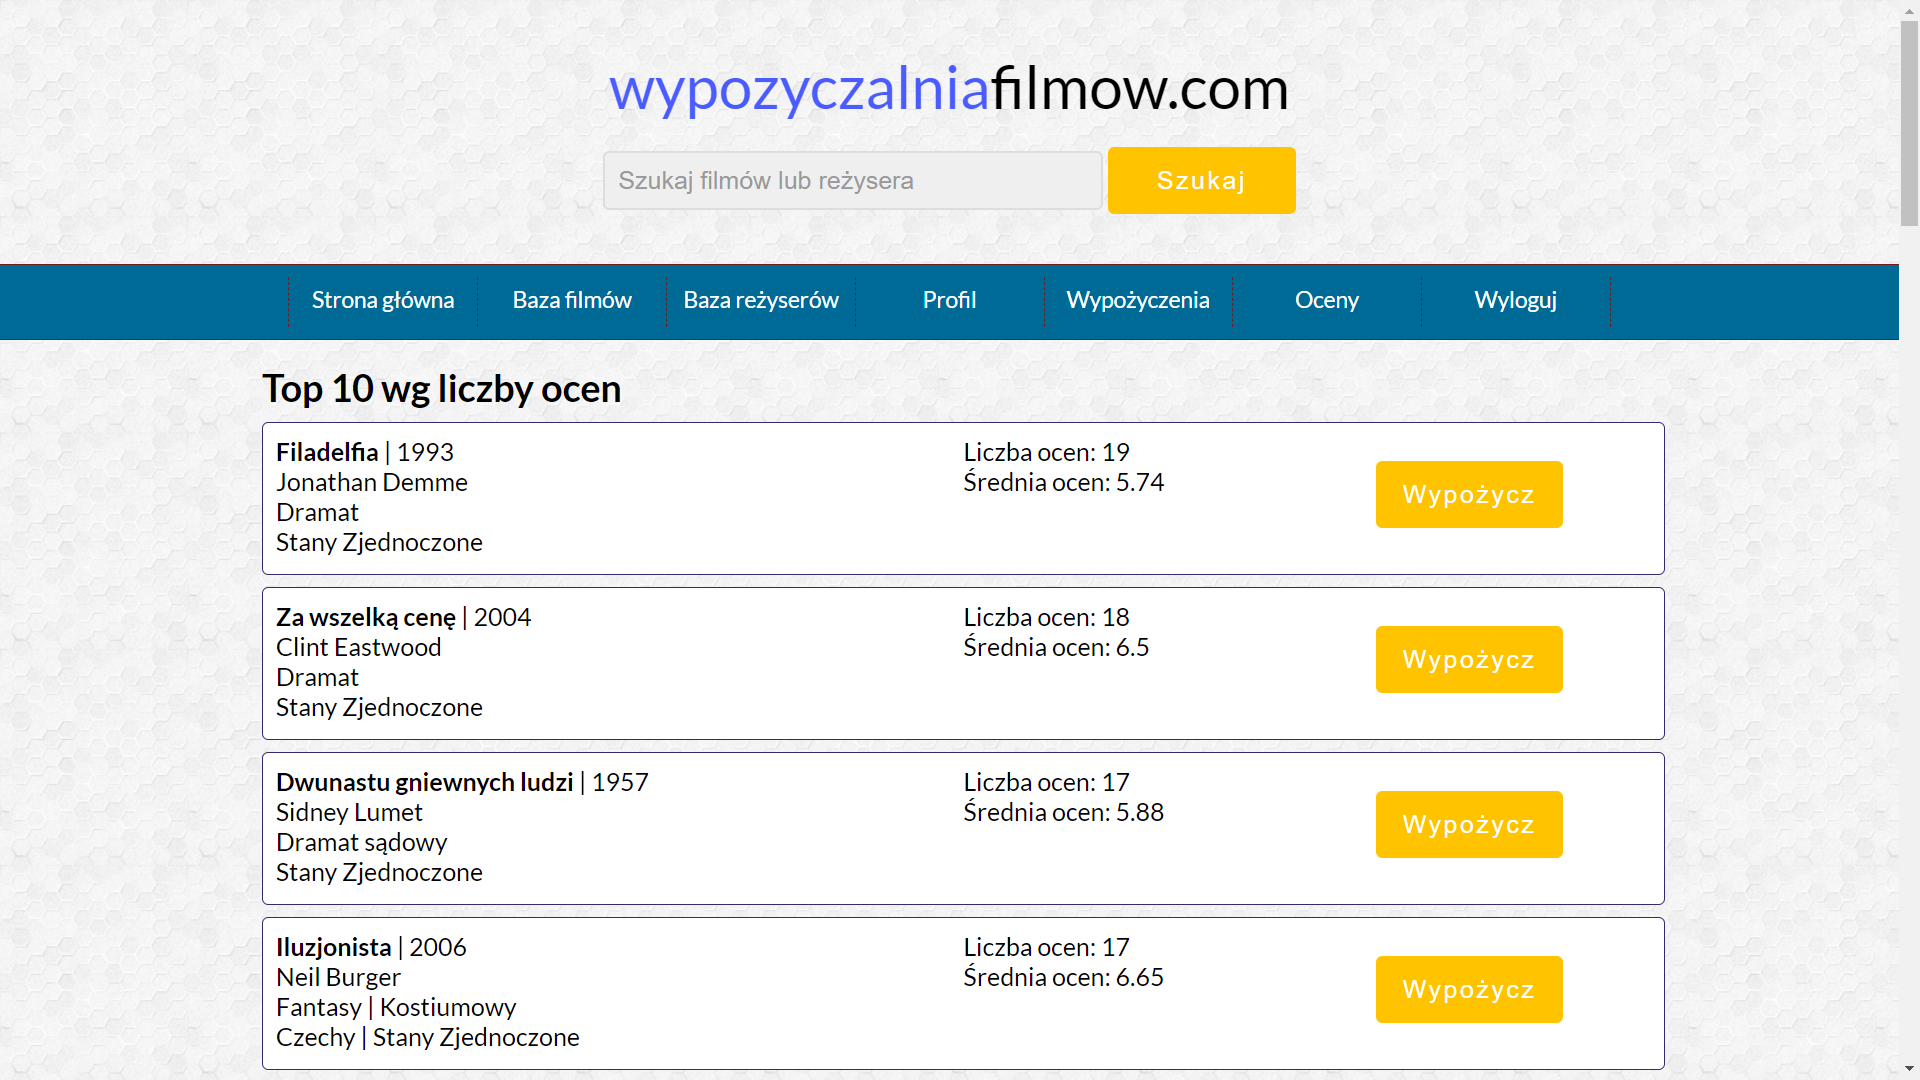 wypozyczalniafilmow.com
Szukaj filmów lub reżysera
Szukaj
Strona główna
Baza filmów
Baza reżyserów
Profil
Wypożyczenia
Oceny
Wyloguj
Top 10 wg liczby ocen
Filadelfia | 1993
Jonathan Demme
Dramat
Stany Zjednoczone
Liczba ocen: 19
Średnia ocen: 5.74
Wypożycz
Za wszelką cenę | 2004
Clint Eastwood
Dramat
Stany Zjednoczone
Liczba ocen: 18
Średnia ocen: 6.5
Wypożycz
Dwunastu gniewnych ludzi | 1957
Sidney Lumet
Dramat sądowy
Stany Zjednoczone
Liczba ocen: 17
Średnia ocen: 5.88
Wypożycz
Iluzjonista | 2006
Neil Burger
Fantasy | Kostiumowy
Czechy | Stany Zjednoczone
Liczba ocen: 17
Średnia ocen: 6.65
Wypożycz